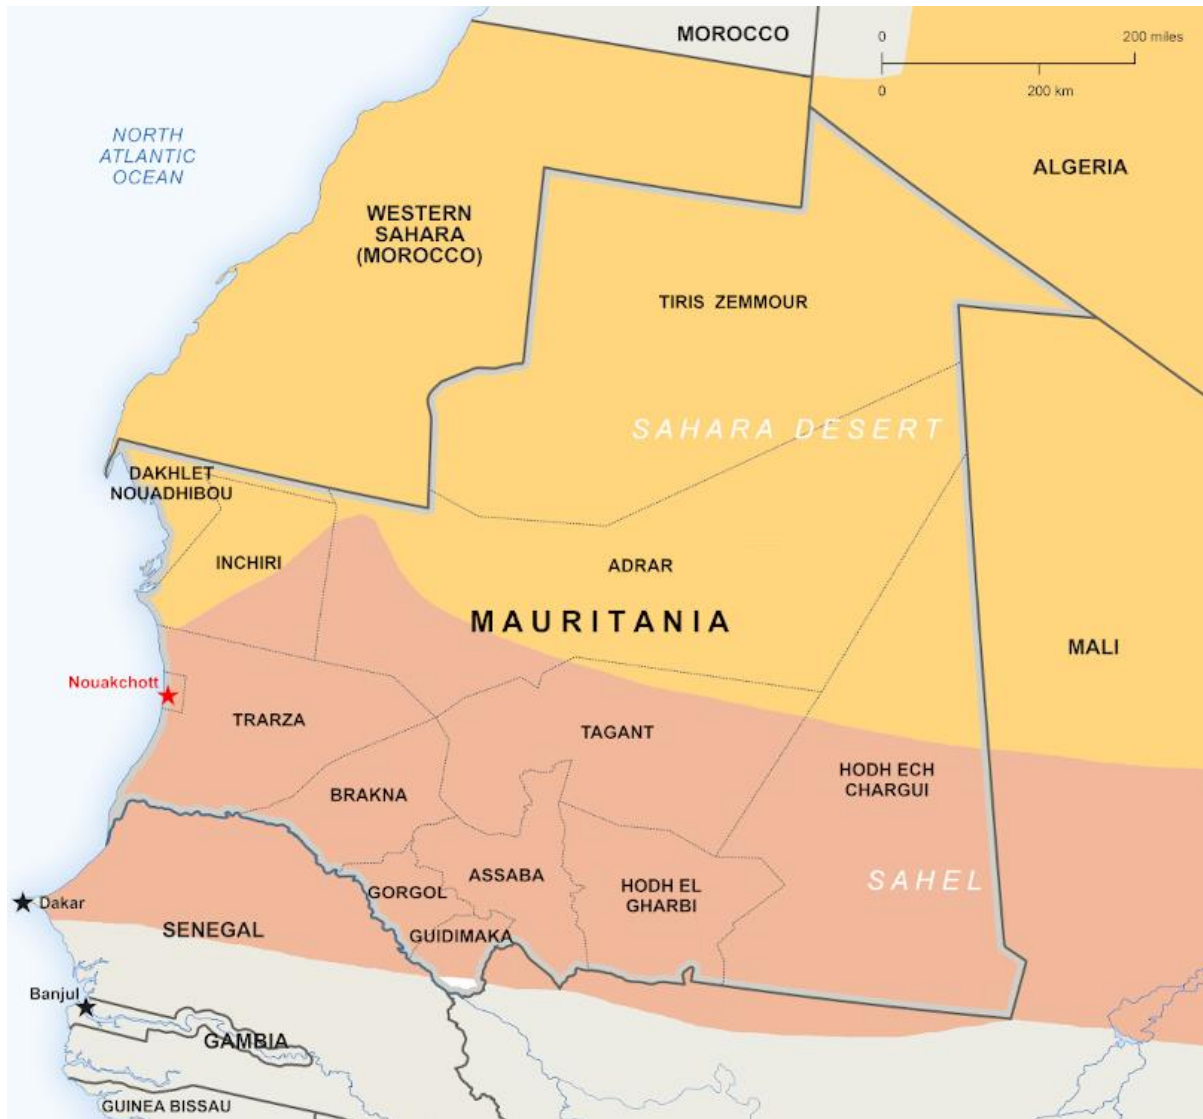 MOROCCO
0
200 miles
0
200 km
NORTH
ATLANTIC
OCEAN
ALGERIA
WESTERN
SAHARA
(MOROCCO)
TIRIS ZEMMOUR
SAHARA DESERT
DAKHLET
NOUADHIBOU
INCHIRI
ADRAR
MAURITANIA
MALI
Nouakchott
TRARZA
TAGANT
HODH ECH
CHARGUI
BRAKNA
ASSABA
SAHEL
GORGOL
HODH EL
GHARBI
Dakar
SENEGAL
GUIDIMAKA
Banjul
GAMBIA
GUINEA BISSAU